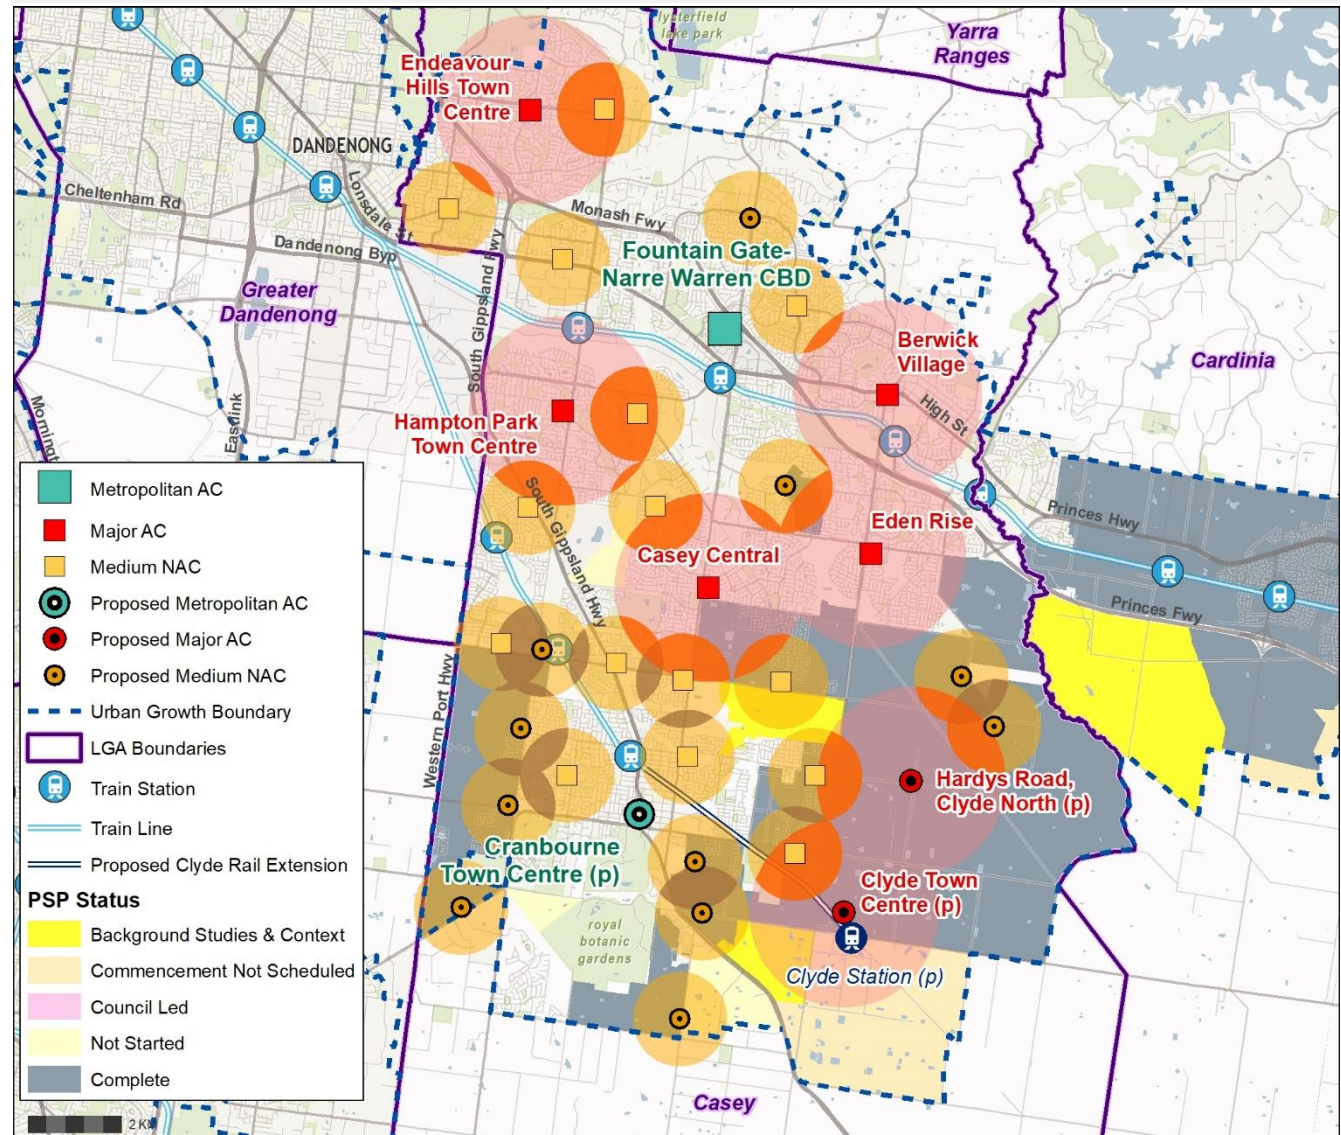 lysterfield
lake park
Yarra
Ranges
Endeavour
Hills Town
Centre
DANDENONG
Cheltenham Rd
Lonsdale St
Dandenong Byp
Monash Fwy
South Gippsland Hwy
Fountain Gate-
Narre Warren CBD
Greater
Dandenong
Berwick
Village
Cardinia
High St
Eastlink
Hampton Park
Town Centre
South Gippsland Hwy
Princes Hwy
Eden Rise
Casey Central
Princes Fwy
Western Port Hwy
Hardys Road,
Clyde North (p)
Cranbourne
Town Centre (p)
Clyde Town
Centre (p)
royal
botanic
gardens
Clyde Station (p)
Casey
Metropolitan AC
Major AC
Medium NAC
Proposed Metropolitan AC
Proposed Major AC
Proposed Medium NAC
Urban Growth Boundary
LGA Boundaries
Train Station
Train Line
Proposed Clyde Rail Extension
PSP Status
Background Studies & Context
Commencement Not Scheduled
Council Led
Not Started
Complete